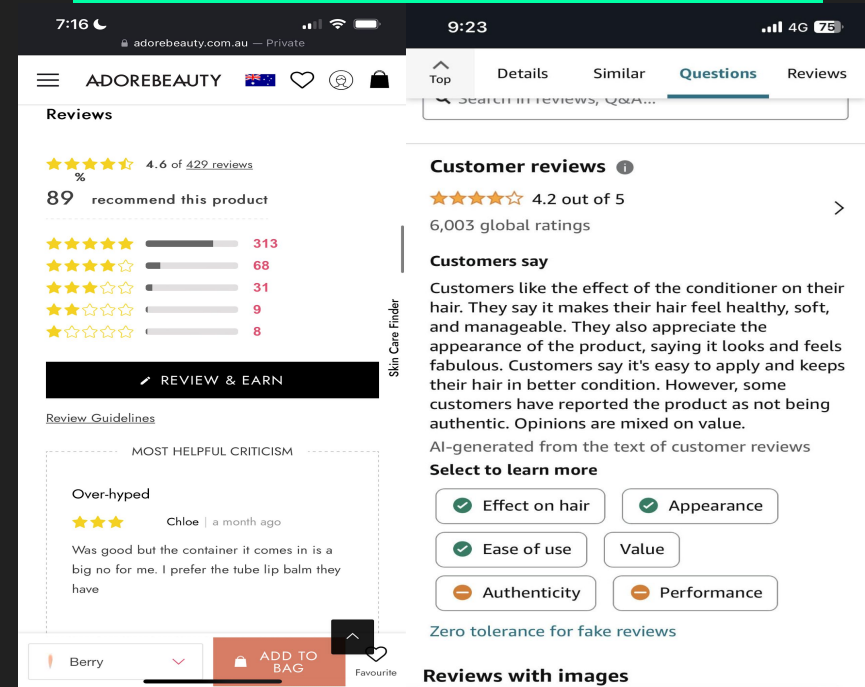 7:16
adorebeauty.com.au — Private
ADOREBEAUTY
Reviews
4.6 of 429 reviews
%
89 recommend this product
313
68
31
9
8
Skin Care Finder
REVIEW & EARN
Review Guidelines
MOST HELPFUL CRITICISM
Over-hyped
Chloe | a month ago
Was good but the container it comes in is a
big no for me. I prefer the tube lip balm they
have
Berry
ADD TO
BAG
Favourite
9:23
4G 75
Top
Details
Similar
Questions
Reviews
Search in reviews, Q&A...
Customer reviews
4.2 out of 5
6,003 global ratings
Customers say
Customers like the effect of the conditioner on their
hair. They say it makes their hair feel healthy, soft,
and manageable. They also appreciate the
appearance of the product, saying it looks and feels
fabulous. Customers say it's easy to apply and keeps
their hair in better condition. However, some
customers have reported the product as not being
authentic. Opinions are mixed on value.
AI-generated from the text of customer reviews
Select to learn more
Effect on hair
Appearance
Ease of use
Value
Authenticity
Performance
Zero tolerance for fake reviews
Reviews with images